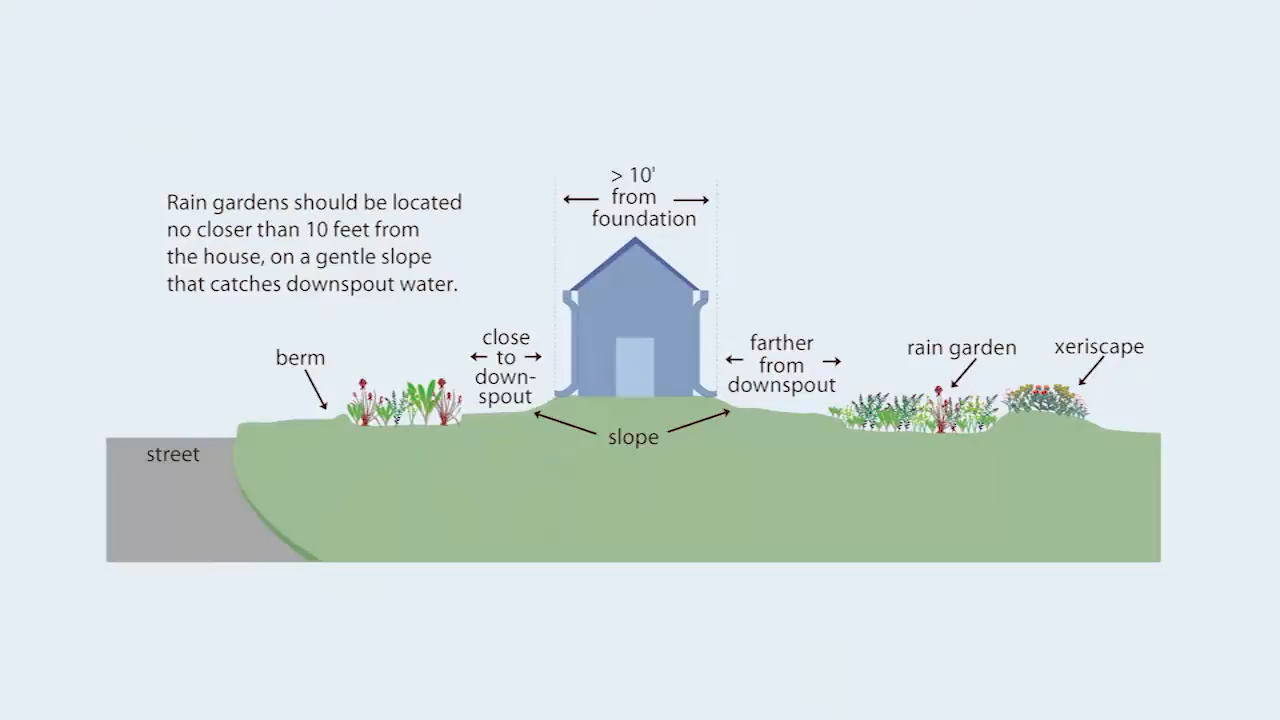 > 10'
from
foundation
Rain gardens should be located
no closer than 10 feet from
the house, on a gentle slope
that catches downspout water.
berm
close
to
down-
spout
farther
from
downspout
rain garden
xeriscape
slope
street